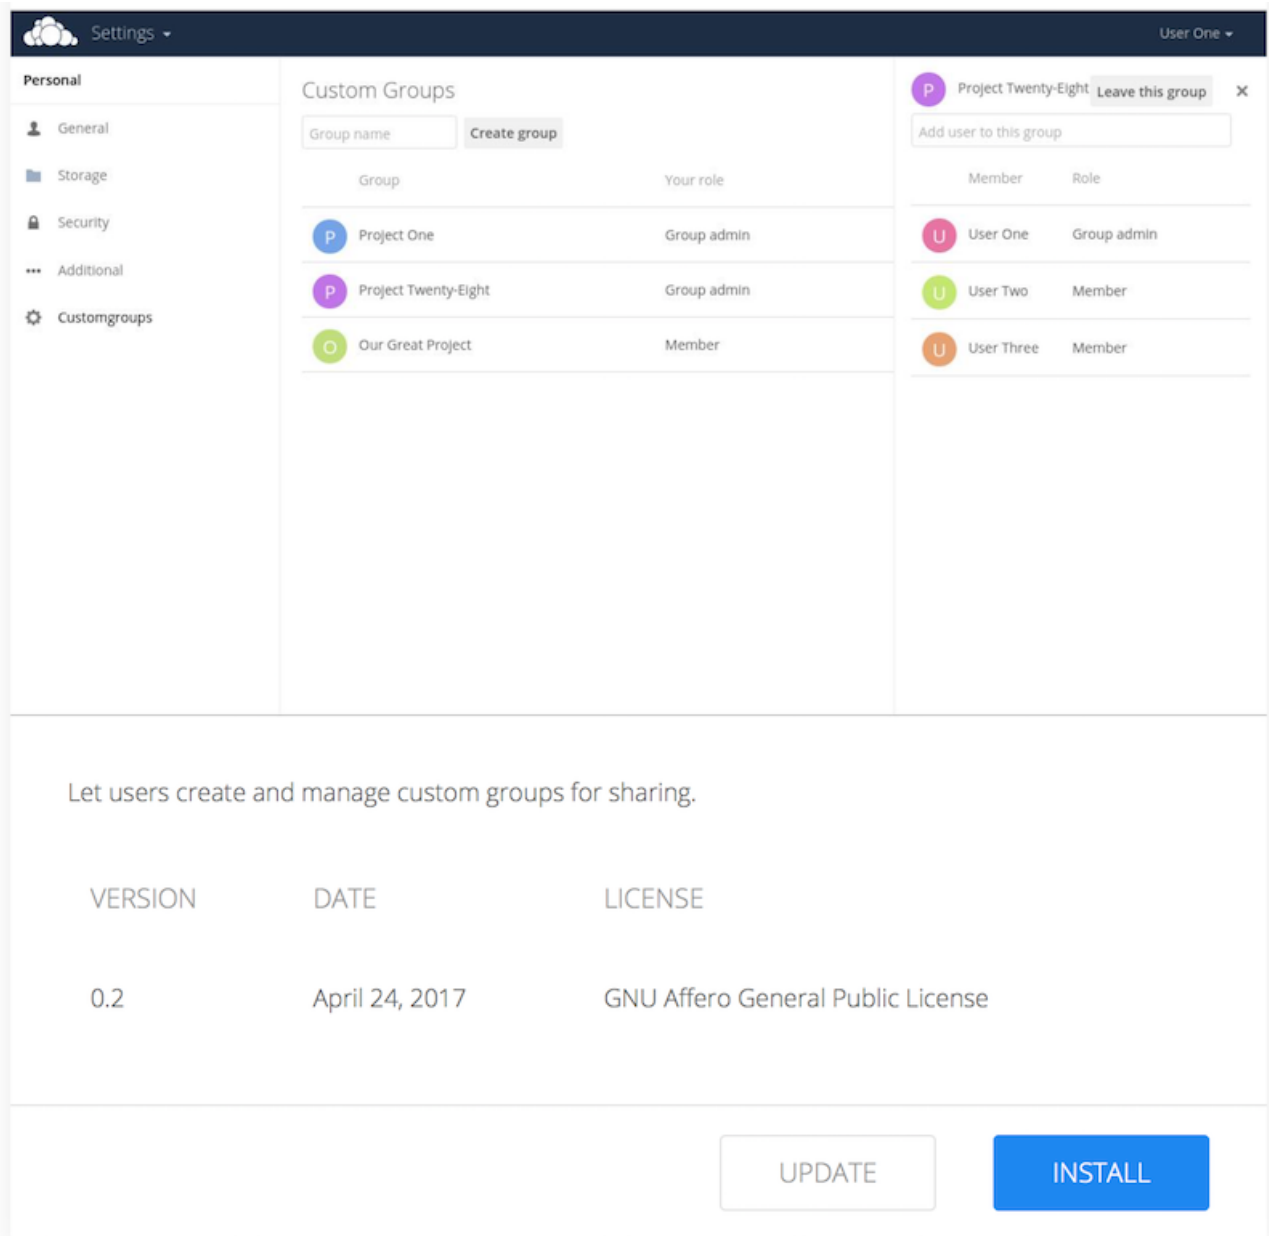 Settings
User One
Personal
General
Storage
Security
Additional
Customgroups
Custom Groups
Group name
Create group
Group Your role
P Project One Group admin
P Project Twenty-Eight Group admin
O Our Great Project Member
P Project Twenty-Eight Leave this group ×
Add user to this group
Member Role
U User One Group admin
U User Two Member
U User Three Member
Let users create and manage custom groups for sharing.
VERSION DATE LICENSE
0.2 April 24, 2017 GNU Affero General Public License
UPDATE INSTALL